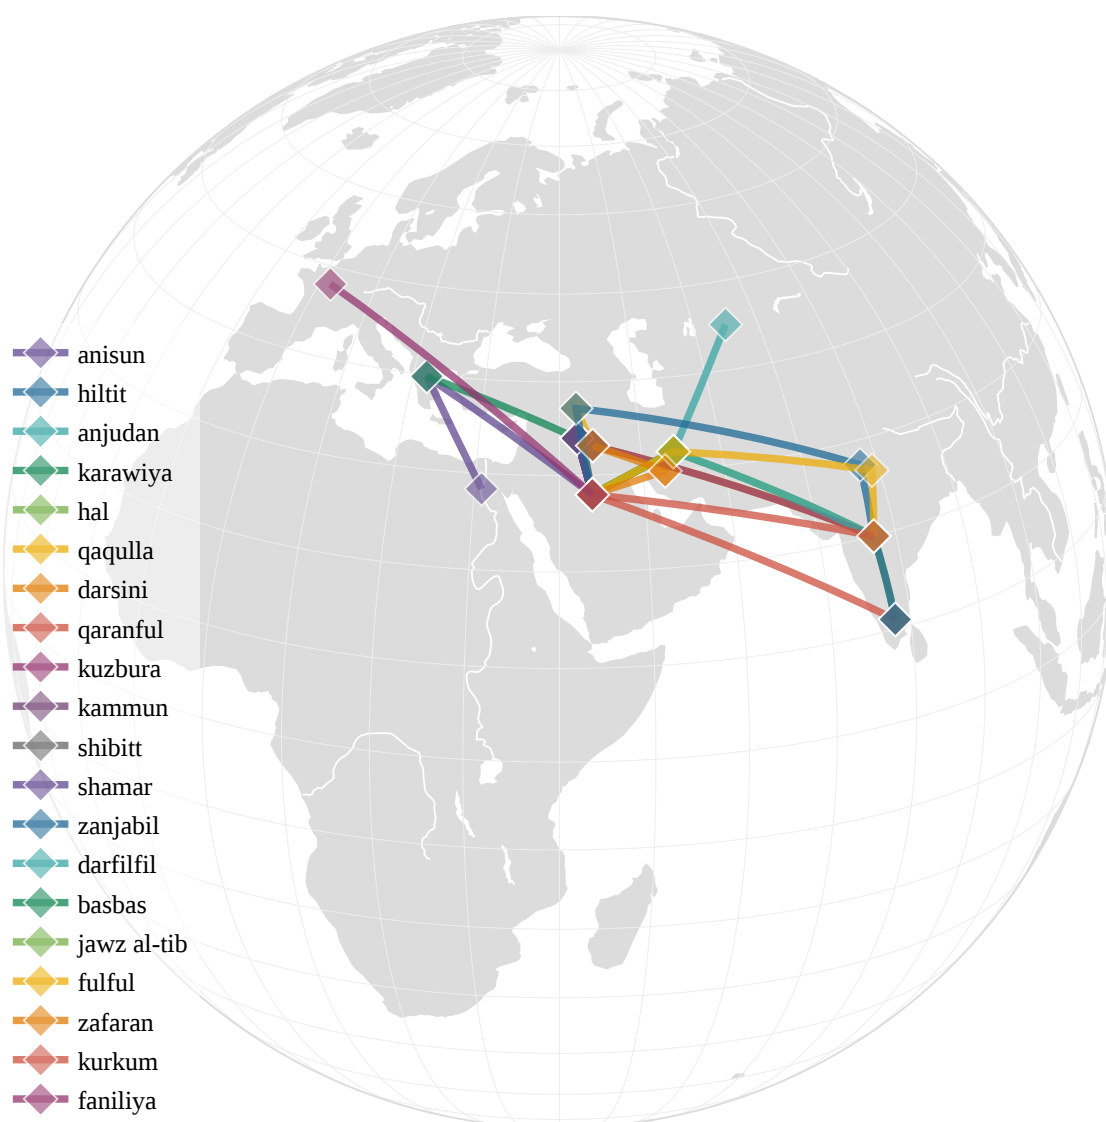 anisun
hiltit
anjudan
karawiya
hal
qaqulla
darsini
qaranful
kuzbura
kammun
shibitt
shamar
zanjabil
darfilfil
basbas
jawz al-tib
fulful
zafaran
kurkum
faniliya